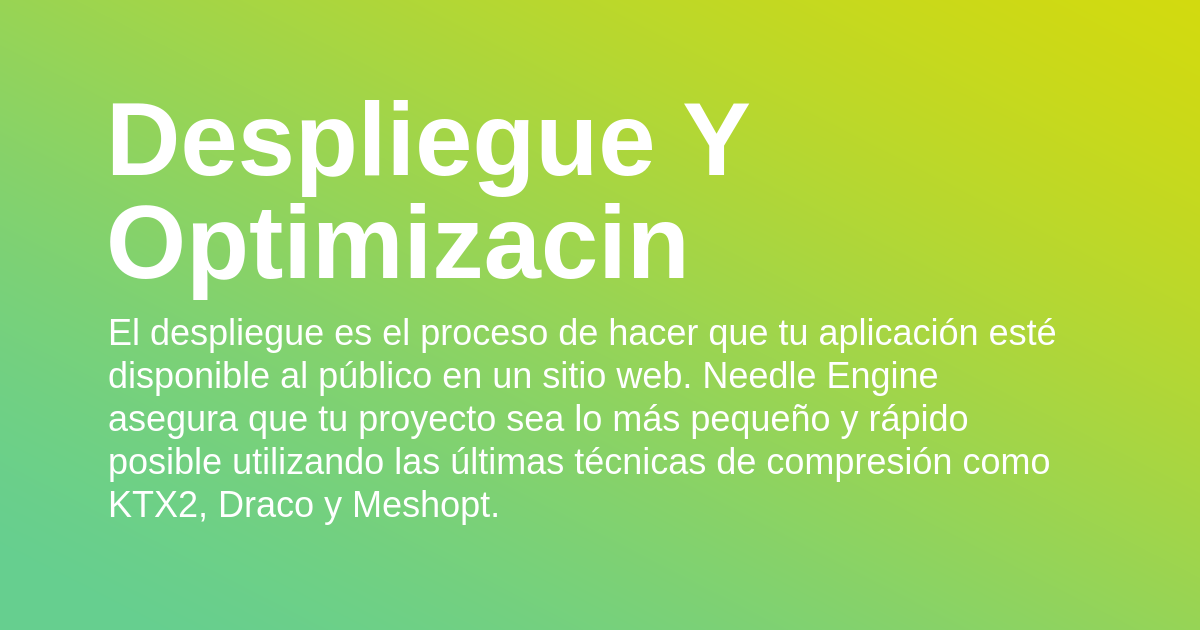 Despliegue Y
Optimizacin
El despliegue es el proceso de hacer que tu aplicación esté
disponible al público en un sitio web. Needle Engine
asegura que tu proyecto sea lo más pequeño y rápido
posible utilizando las últimas técnicas de compresión como
KTX2, Draco y Meshopt.